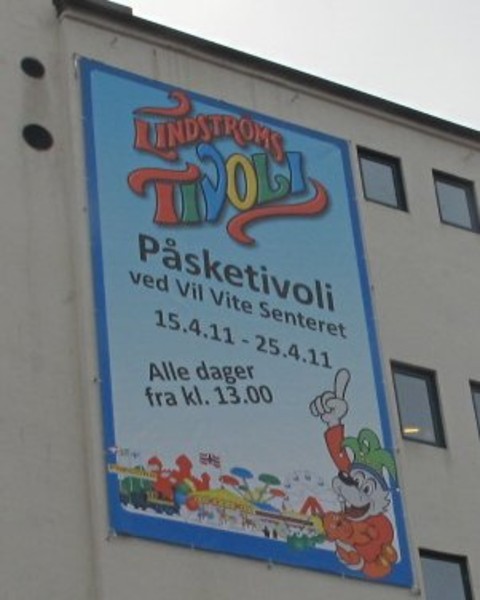 LINDSTRØMS
TIVOLI
Påsketivoli
ved Vil Vite Senteret
15.4.11 - 25.4.11
Alle dager
fra kl. 13.00